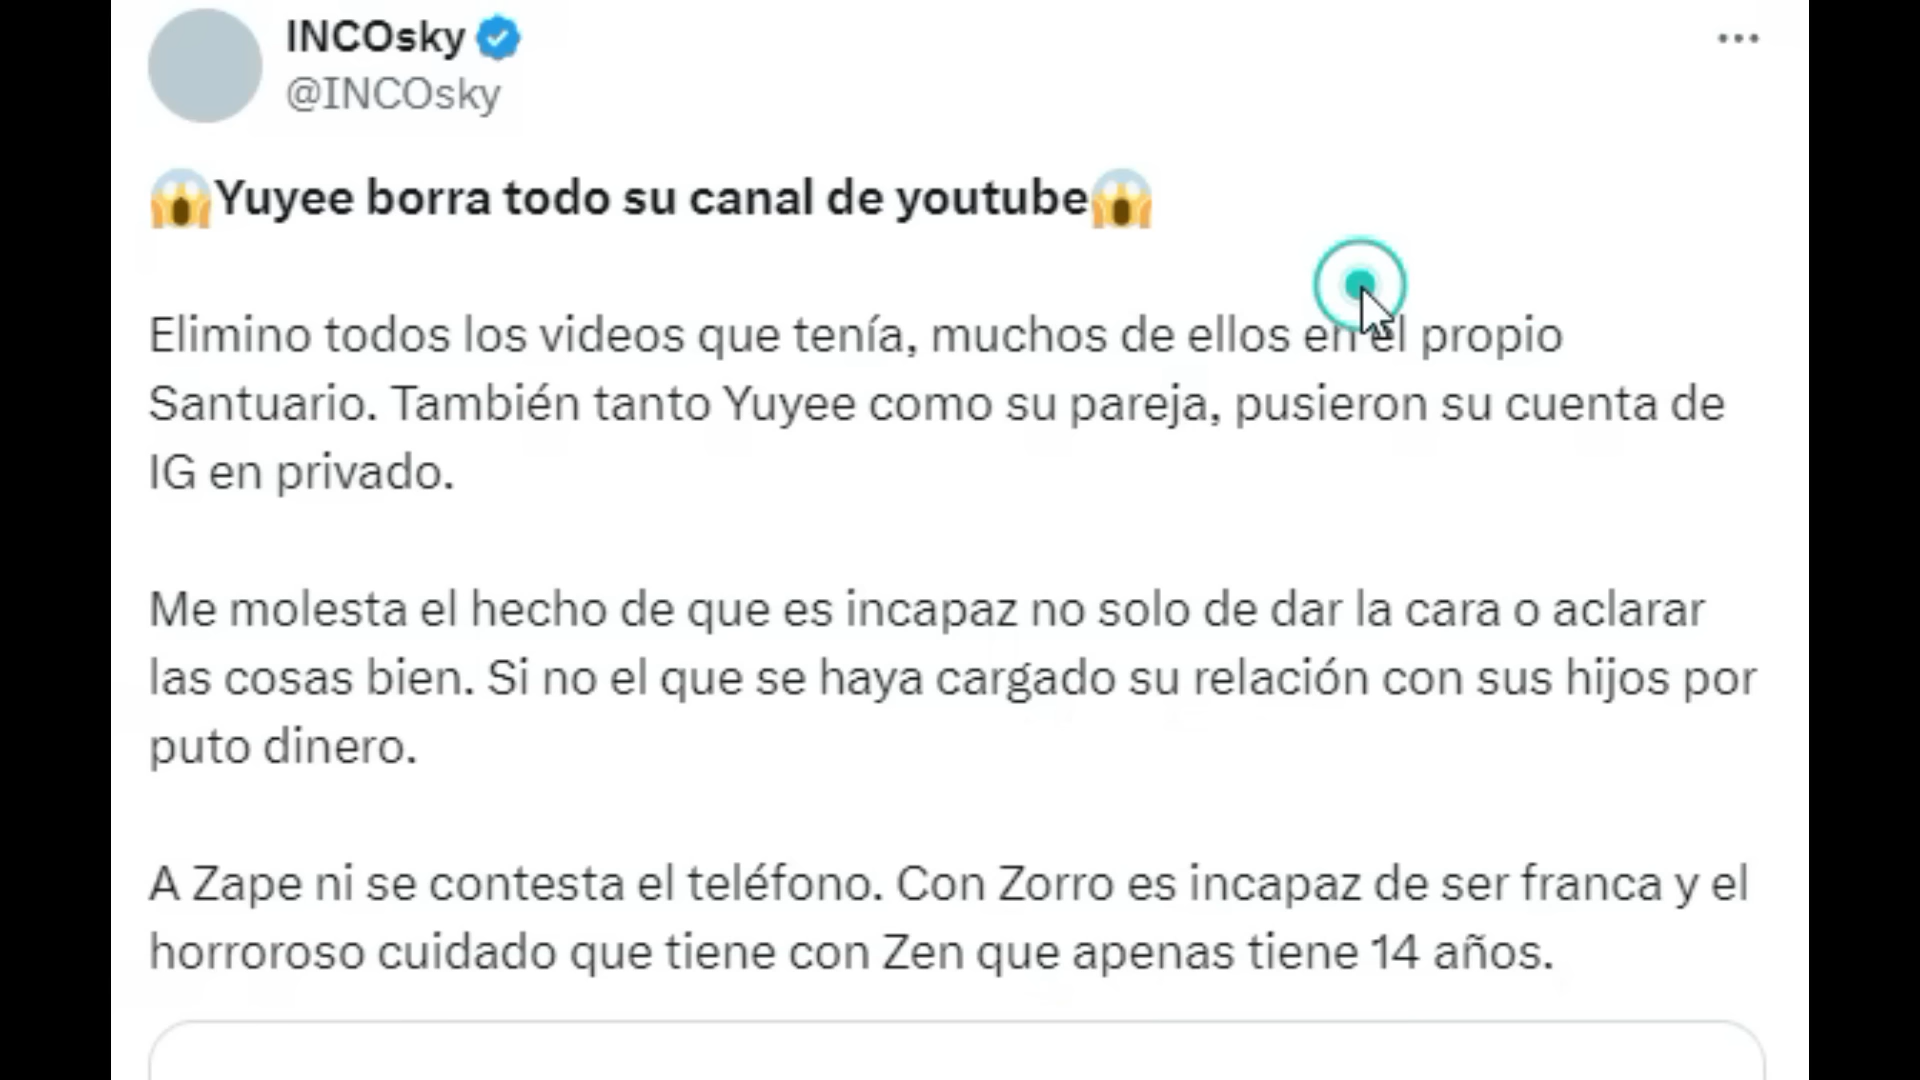 INCOsky
@INCOsky
😱Yuyee borra todo su canal de youtube😱
Elimino todos los videos que tenía, muchos de ellos en el propio
Santuario. También tanto Yuyee como su pareja, pusieron su cuenta de
IG en privado.
Me molesta el hecho de que es incapaz no solo de dar la cara o aclarar
las cosas bien. Si no el que se haya cargado su relación con sus hijos por
puto dinero.
A Zape ni se contesta el teléfono. Con Zorro es incapaz de ser franca y el
horroroso cuidado que tiene con Zen que apenas tiene 14 años.